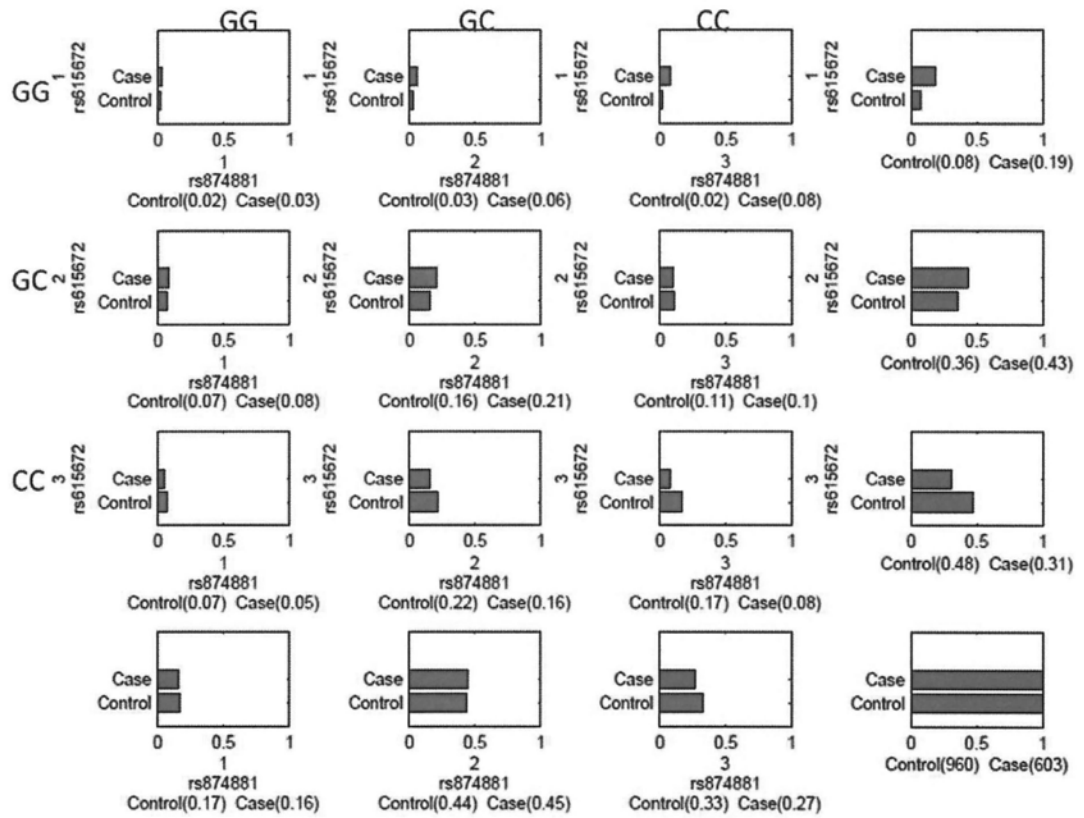 GG GC CC
GG
1
rs615672
Case
Control
0 0.5 1
1
rs874881
Control(0.02) Case(0.03)
1
rs615672
Case
Control
0 0.5 1
2
rs874881
Control(0.03) Case(0.06)
1
rs615672
Case
Control
0 0.5 1
3
rs874881
Control(0.02) Case(0.08)
1
rs615672
Case
Control
0 0.5 1
Control(0.08) Case(0.19)
GC
2
rs615672
Case
Control
0 0.5 1
1
rs874881
Control(0.07) Case(0.08)
2
rs615672
Case
Control
0 0.5 1
2
rs874881
Control(0.16) Case(0.21)
2
rs615672
Case
Control
0 0.5 1
3
rs874881
Control(0.11) Case(0.1)
2
rs615672
Case
Control
0 0.5 1
Control(0.36) Case(0.43)
CC
3
rs615672
Case
Control
0 0.5 1
1
rs874881
Control(0.07) Case(0.05)
3
rs615672
Case
Control
0 0.5 1
2
rs874881
Control(0.22) Case(0.16)
3
rs615672
Case
Control
0 0.5 1
3
rs874881
Control(0.17) Case(0.08)
3
rs615672
Case
Control
0 0.5 1
Control(0.48) Case(0.31)
Case
Control
0 0.5 1
1
rs874881
Control(0.17) Case(0.16)
Case
Control
0 0.5 1
2
rs874881
Control(0.44) Case(0.45)
Case
Control
0 0.5 1
3
rs874881
Control(0.33) Case(0.27)
Case
Control
0 0.5 1
Control(960) Case(603)